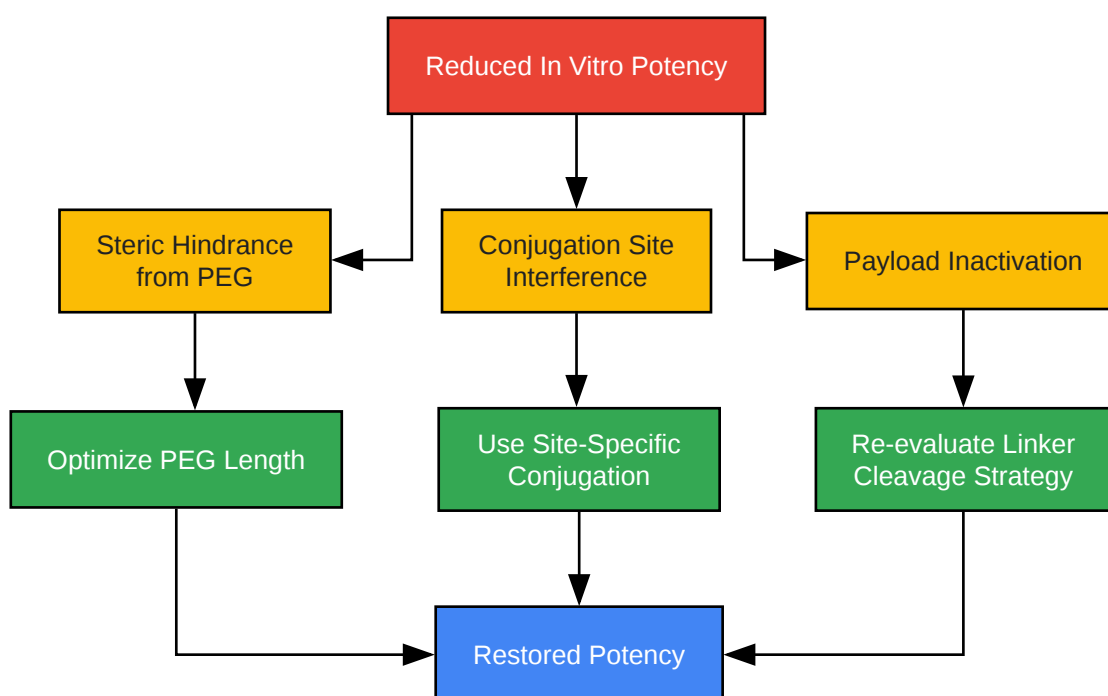 Reduced In Vitro Potency
Steric Hindrance
from PEG
Conjugation Site
Interference
Payload Inactivation
Optimize PEG Length
Use Site-Specific
Conjugation
Re-evaluate Linker
Cleavage Strategy
Restored Potency